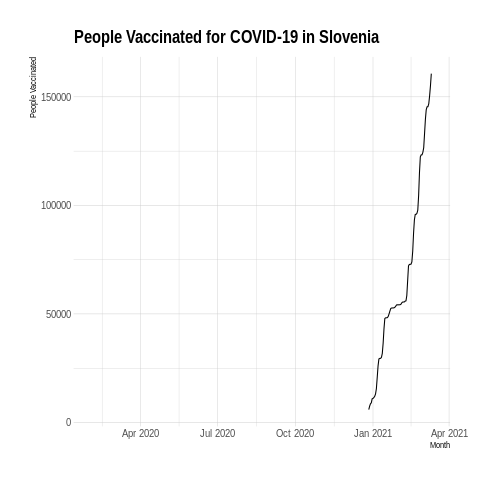 People Vaccinated for COVID-19 in Slovenia
People Vaccinated
150000
100000
50000
0
Apr 2020 Jul 2020 Oct 2020 Jan 2021 Apr 2021
Month